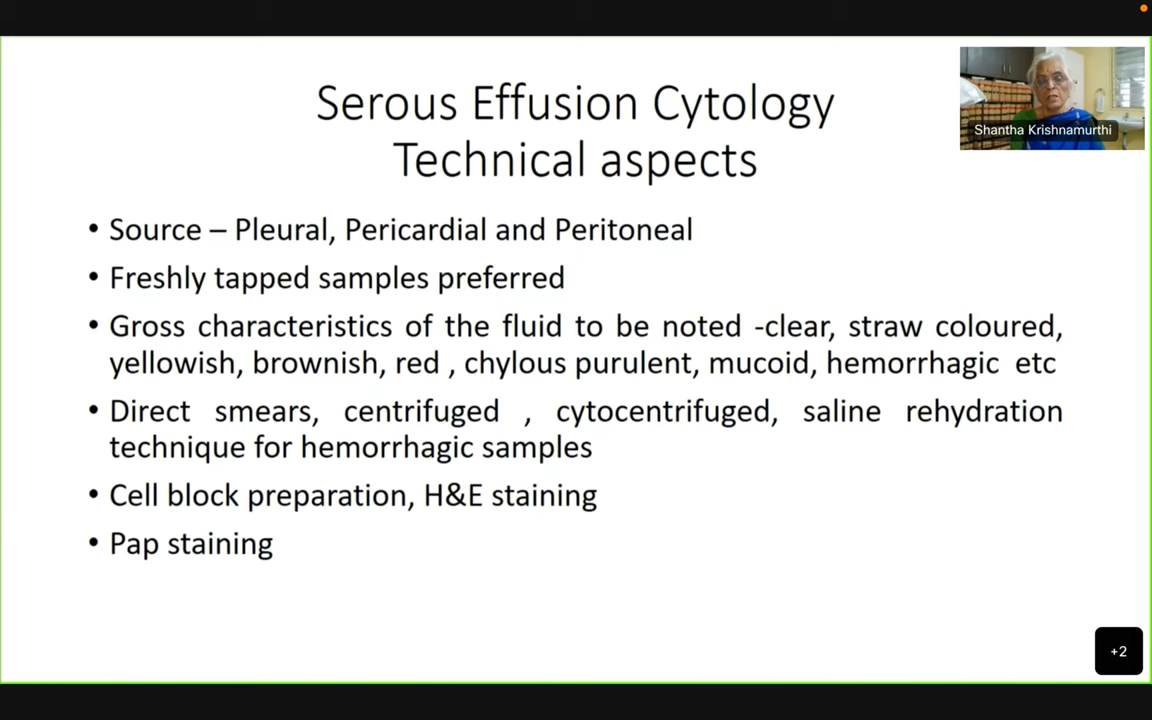 Serous Effusion Cytology
Technical aspects
Shantha Krishnamurthi
• Source – Pleural, Pericardial and Peritoneal
• Freshly tapped samples preferred
• Gross characteristics of the fluid to be noted -clear, straw coloured,
yellowish, brownish, red , chylous purulent, mucoid, hemorrhagic etc
• Direct smears, centrifuged , cytocentrifuged, saline rehydration
technique for hemorrhagic samples
• Cell block preparation, H&E staining
• Pap staining
+2